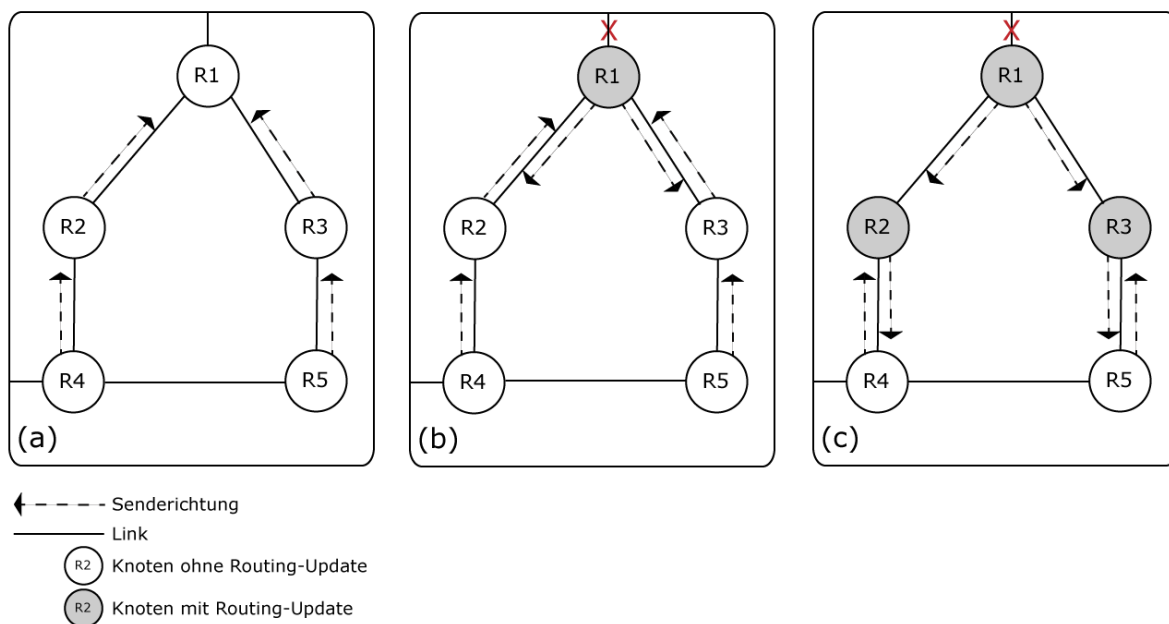 R1
R2
R3
R4
R5
(a)
X
R1
R2
R3
R4
R5
(b)
X
R1
R2
R3
R4
R5
(c)
Senderichtung
Link
R2 Knoten ohne Routing-Update
R2 Knoten mit Routing-Update